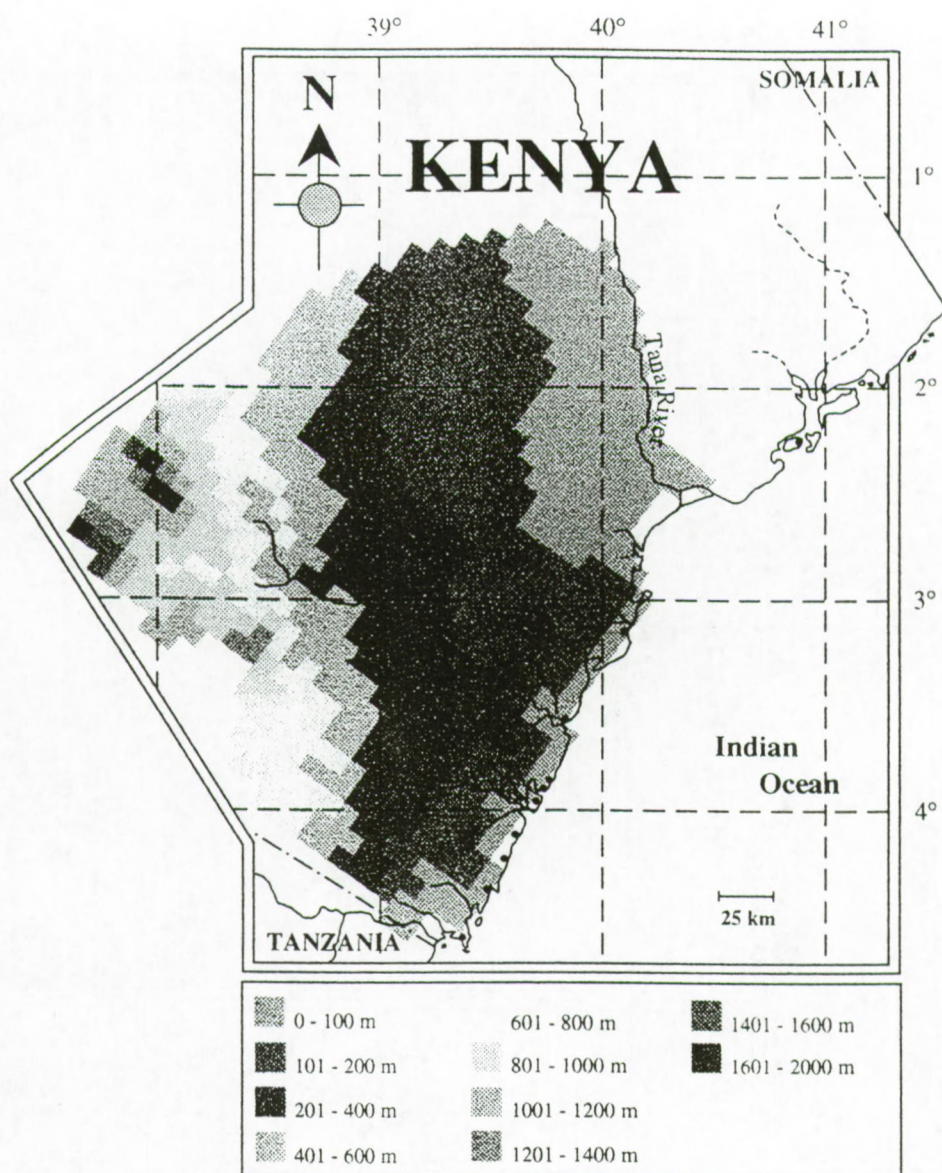 39° 40° 41°
SOMALIA
N
KENYA
1°
Tana River
2°
3°
Indian
Ocean
4°
25 km
TANZANIA
0 - 100 m
101 - 200 m
201 - 400 m
401 - 600 m
601 - 800 m
801 - 1000 m
1001 - 1200 m
1201 - 1400 m
1401 - 1600 m
1601 - 2000 m